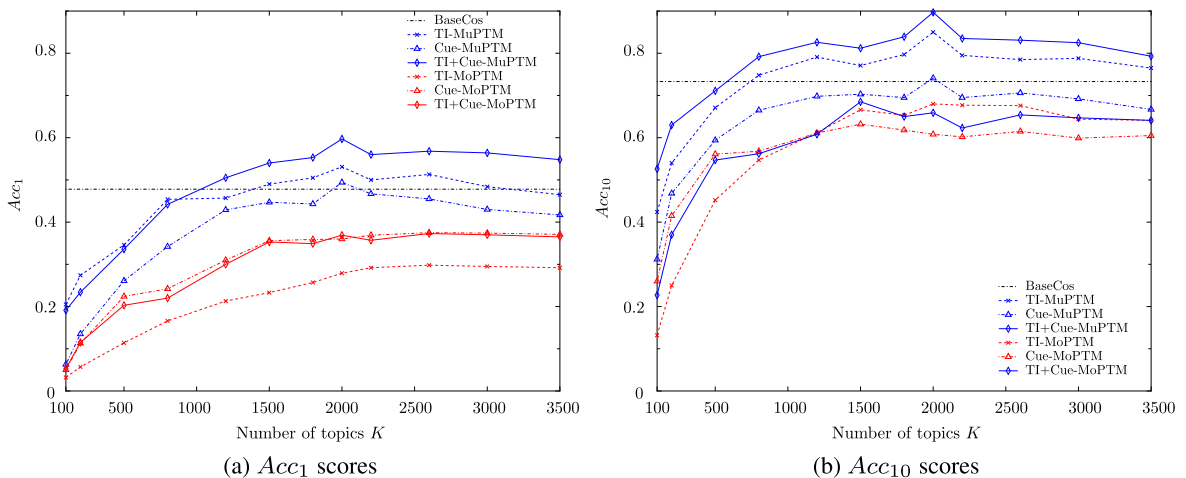 BaseCos
TI-MuPTM
Cue-MuPTM
TI+Cue-MuPTM
TI-MoPTM
Cue-MoPTM
TI+Cue-MoPTM
0.8
0.6
0.4
0.2
0
Acc1
100 500 1000 1500 2000 2500 3000 3500
Number of topics K
(a) Acc1 scores
0.8
0.6
0.4
0.2
0
Acc10
BaseCos
TI-MuPTM
Cue-MuPTM
TI+Cue-MuPTM
TI-MoPTM
Cue-MoPTM
TI+Cue-MoPTM
100 500 1000 1500 2000 2500 3000 3500
Number of topics K
(b) Acc10 scores